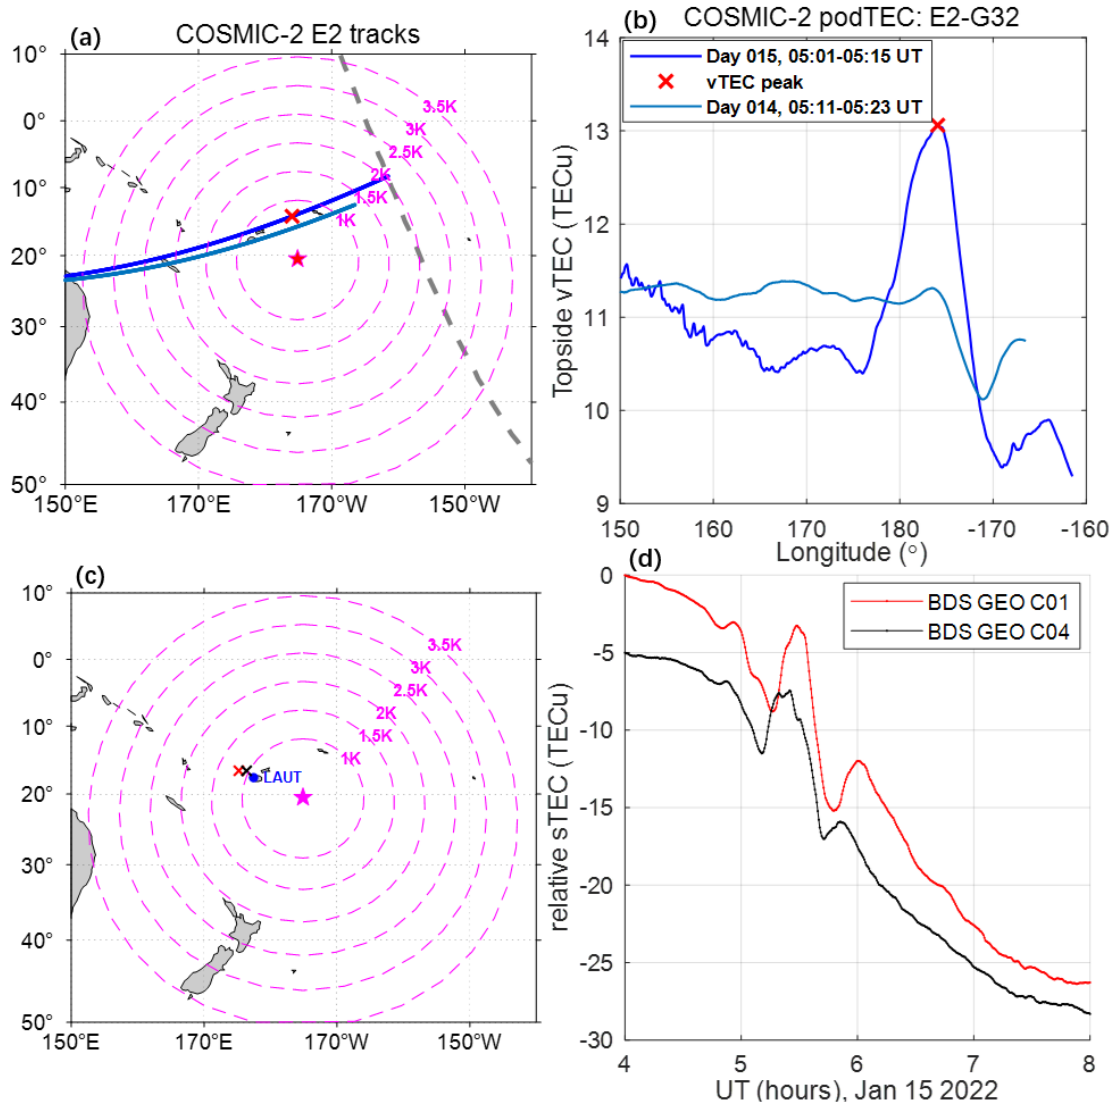 (a)
COSMIC-2 E2 tracks
10°
0°
10°
20°
30°
40°
50°
150°E
170°E
170°W
150°W
3.5K
3K
2.5K
2K
1.5K
1K
(b)
COSMIC-2 podTEC: E2-G32
Day 015, 05:01-05:15 UT
vTEC peak
Day 014, 05:11-05:23 UT
Topside vTEC (TECu)
14
13
12
11
10
9
150
160
170
180
-170
-160
Longitude (°)
(c)
10°
0°
10°
20°
30°
40°
50°
150°E
170°E
170°W
150°W
3.5K
3K
2.5K
2K
1.5K
1K
LAUT
(d)
BDS GEO C01
BDS GEO C04
relative sTEC (TECu)
0
-5
-10
-15
-20
-25
-30
4
5
6
7
8
UT (hours), Jan 15 2022